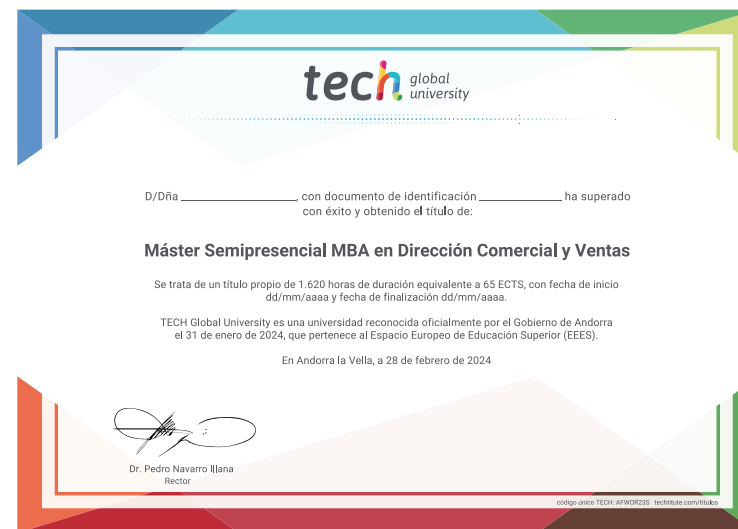 tech global
university
D/Dña ______________, con documento de identificación ______________ ha superado
con éxito y obtenido el título de:
Máster Semipresencial MBA en Dirección Comercial y Ventas
Se trata de un título propio de 1.620 horas de duración equivalente a 65 ECTS, con fecha de inicio
dd/mm/aaaa y fecha de finalización dd/mm/aaaa.
TECH Global University es una universidad reconocida oficialmente por el Gobierno de Andorra
el 31 de enero de 2024, que pertenece al Espacio Europeo de Educación Superior (EEES).
En Andorra la Vella, a 28 de febrero de 2024
Dr. Pedro Navarro Illana
Rector
código único TECH: AFWOR23S techtitute.com/titulos